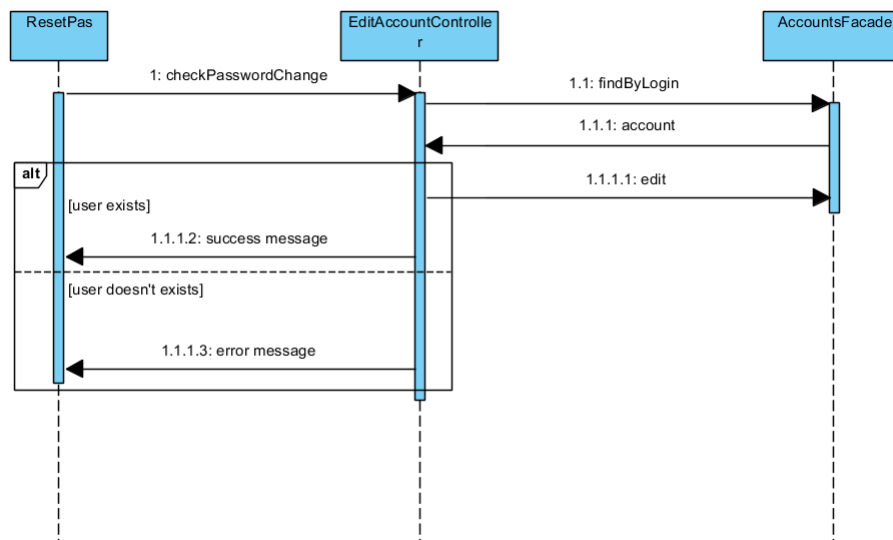 ResetPas
EditAccountControlle
r
AccountsFacade
1: checkPasswordChange
1.1: findByLogin
1.1.1: account
alt
1.1.1.1: edit
[user exists]
1.1.1.2: success message
[user doesn't exists]
1.1.1.3: error message